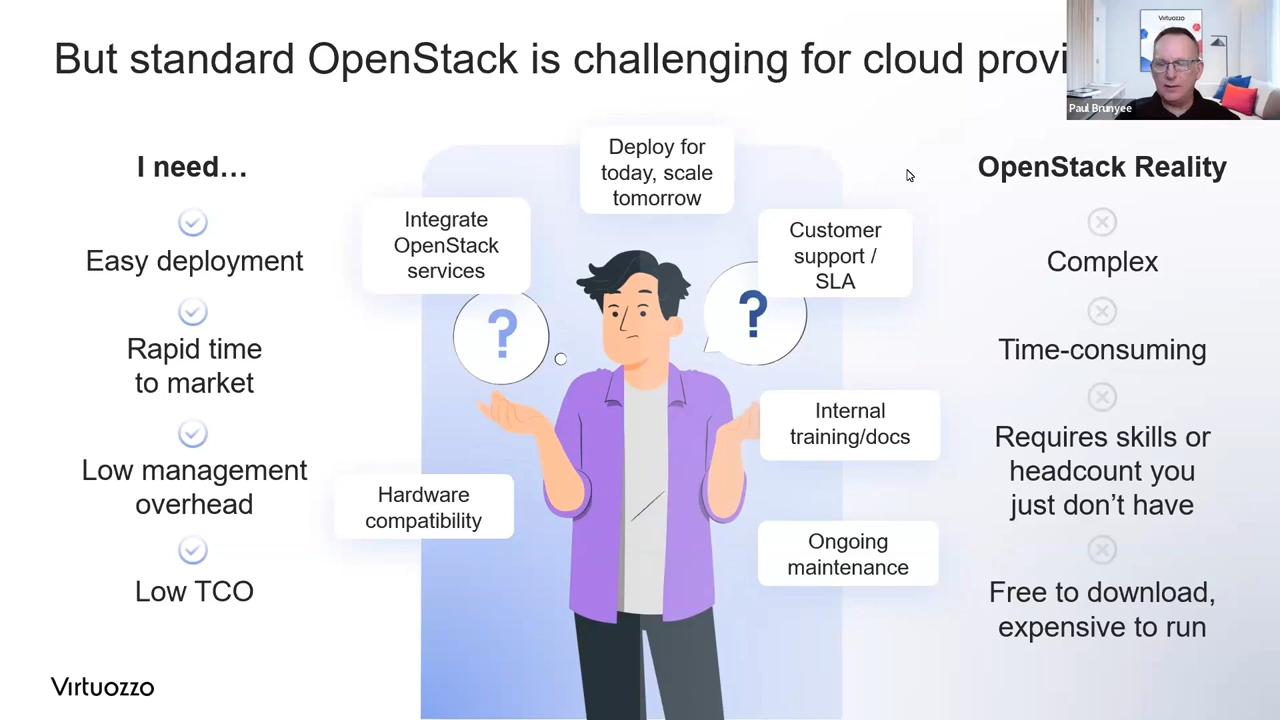 But standard OpenStack is challenging for cloud provi
Virtuozzo
Paul Brunyee
I need…
Easy deployment
Rapid time
to market
Low management
overhead
Low TCO
Deploy for
today, scale
tomorrow
Integrate
OpenStack
services
Customer
support /
SLA
?
?
Internal
training/docs
Hardware
compatibility
Ongoing
maintenance
OpenStack Reality
Complex
Time-consuming
Requires skills or
headcount you
just don’t have
Free to download,
expensive to run
Virtuozzo